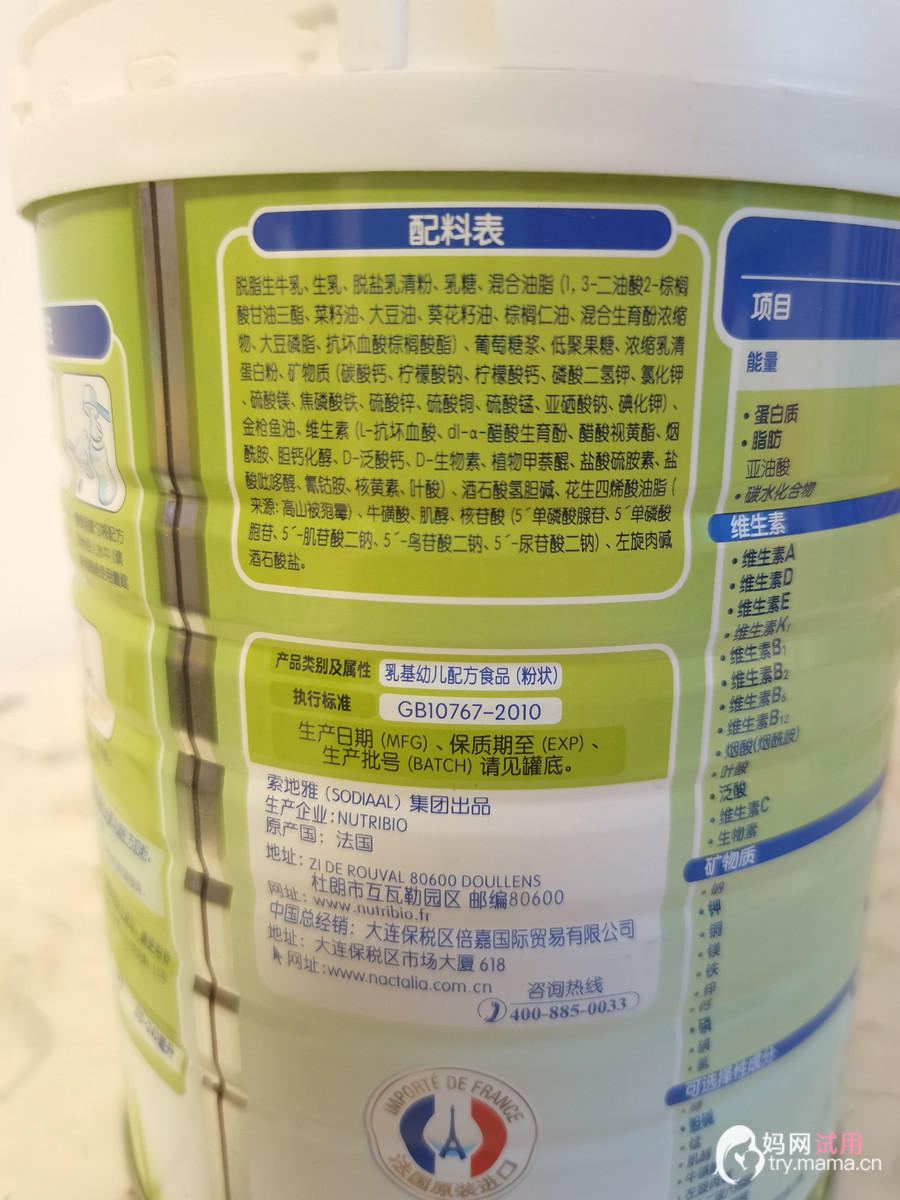 配料表
脱脂生牛乳、生乳、脱盐乳清粉、乳糖、混合油脂（1，3-二油酸2-棕榈
酸甘油三酯、菜籽油、大豆油、葵花籽油、棕榈仁油、混合生育酚浓缩
物、大豆磷脂、抗坏血酸棕榈酸酯）、葡萄糖浆、低聚果糖、浓缩乳清
蛋白粉、矿物质（碳酸钙、柠檬酸钠、柠檬酸钙、磷酸二氢钾、氯化钾
、硫酸镁、焦磷酸铁、硫酸锌、硫酸铜、硫酸锰、亚硒酸钠、碘化钾）、
金枪鱼油、维生素（L-抗坏血酸、dl-α-醋酸生育酚、醋酸视黄酯、烟
酰胺、胆钙化醇、D-泛酸钙、D-生物素、植物甲萘醌、盐酸硫胺素、盐
酸吡哆醇、氰钴胺、核黄素、叶酸）、酒石酸氢胆碱、花生四烯酸油脂（
来源：高山被孢霉）、牛磺酸、肌醇、核苷酸（5´单磷酸腺苷、5´单磷酸
胞苷、5´-肌苷酸二钠、5´-鸟苷酸二钠、5´-尿苷酸二钠）、左旋肉碱
酒石酸盐。
产品类别及属性 乳基幼儿配方食品（粉状）
执行标准 GB10767-2010
生产日期（MFG）、保质期至（EXP）、
生产批号（BATCH）请见罐底。
索地雅（SODIAAL）集团出品
生产企业：NUTRIBIO
原产国：法国
地址：ZI DE ROUVAL 80600 DOULLENS
杜朗市互瓦勒园区 邮编80600
网址：www.nutribio.fr
中国总经销：大连保税区倍嘉国际贸易有限公司
地址：大连保税区市场大厦 618
网址：www.nactalia.com.cn
咨询热线
400-885-0033
IMPORTÉ DE FRANCE
法国原装进口
项目
能量
•蛋白质
•脂肪
亚油酸
•碳水化合物
维生素
•维生素A
•维生素D
•维生素E
•维生素K1
•维生素B1
•维生素B2
•维生素B6
•维生素B12
•烟酸（烟酰胺）
•叶酸
•泛酸
•维生素C
•生物素
矿物质
•钠
•钾
•铜
•镁
•铁
•锌
•钙
•磷
•碘
•氯
可选择性成分
•胆碱
•肌醇
妈网试用
try.mama.cn